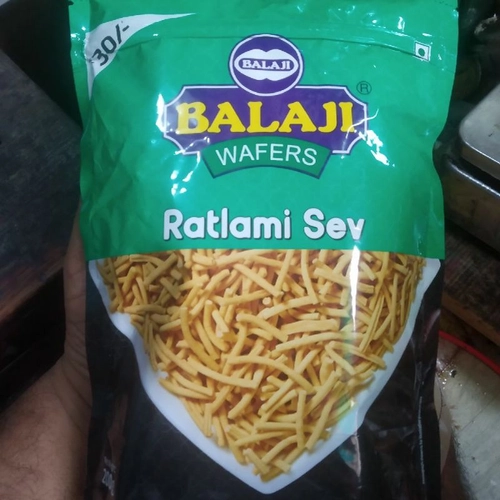 30/-
BALAJI
BALAJI®
WAFERS
Ratlami Sev